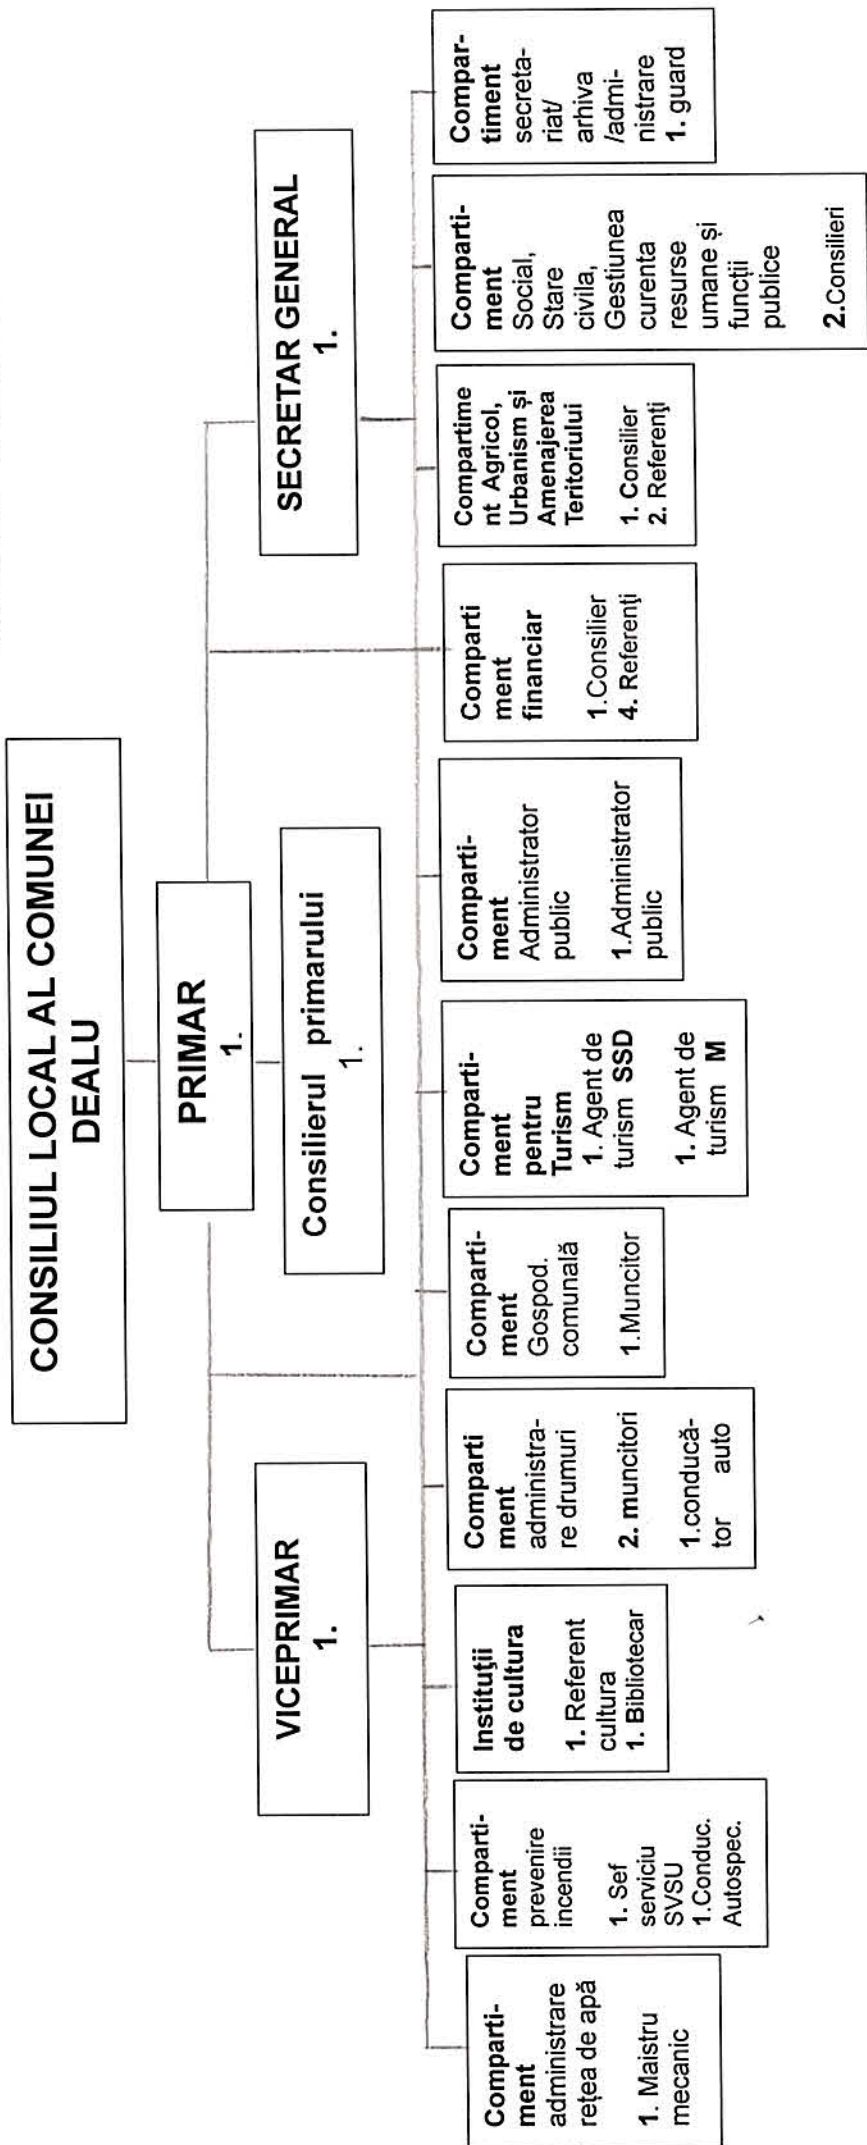 CONSILIUL LOCAL AL COMUNEI
DEALU
PRIMAR
1.
Consilierul primarului
1.
VICEPRIMAR
1.
SECRETAR GENERAL
1.
Comparti-
ment
administrare
rețea de apă
1. Maistru
mecanic
Comparti-
ment
prevenire
incendii
1. Sef
serviciu
SVSU
1.Conduc.
Autospec.
Instituții
de cultura
1. Referent
cultura
1. Bibliotecar
Comparti
ment
administra-
re drumuri
2. muncitori
1.conducă-
tor auto
Comparti-
ment
Gospod.
comunală
1.Muncitor
Comparti-
ment
pentru
Turism
1. Agent de
turism SSD
1. Agent de
turism M
Comparti-
ment
Administrator
public
1.Administrator
public
Comparti
ment
financiar
1.Consilier
4. Referenți
Compartime
nt Agricol,
Urbanism și
Amenajerea
Teritoriului
1. Consilier
2. Referenți
Comparti-
ment
Social,
Stare
civila,
Gestiunea
curenta
resurse
umane și
funcții
publice
2.Consilieri
Compar-
timent
secreta-
riat/
arhiva
/admi-
nistrare
1. guard